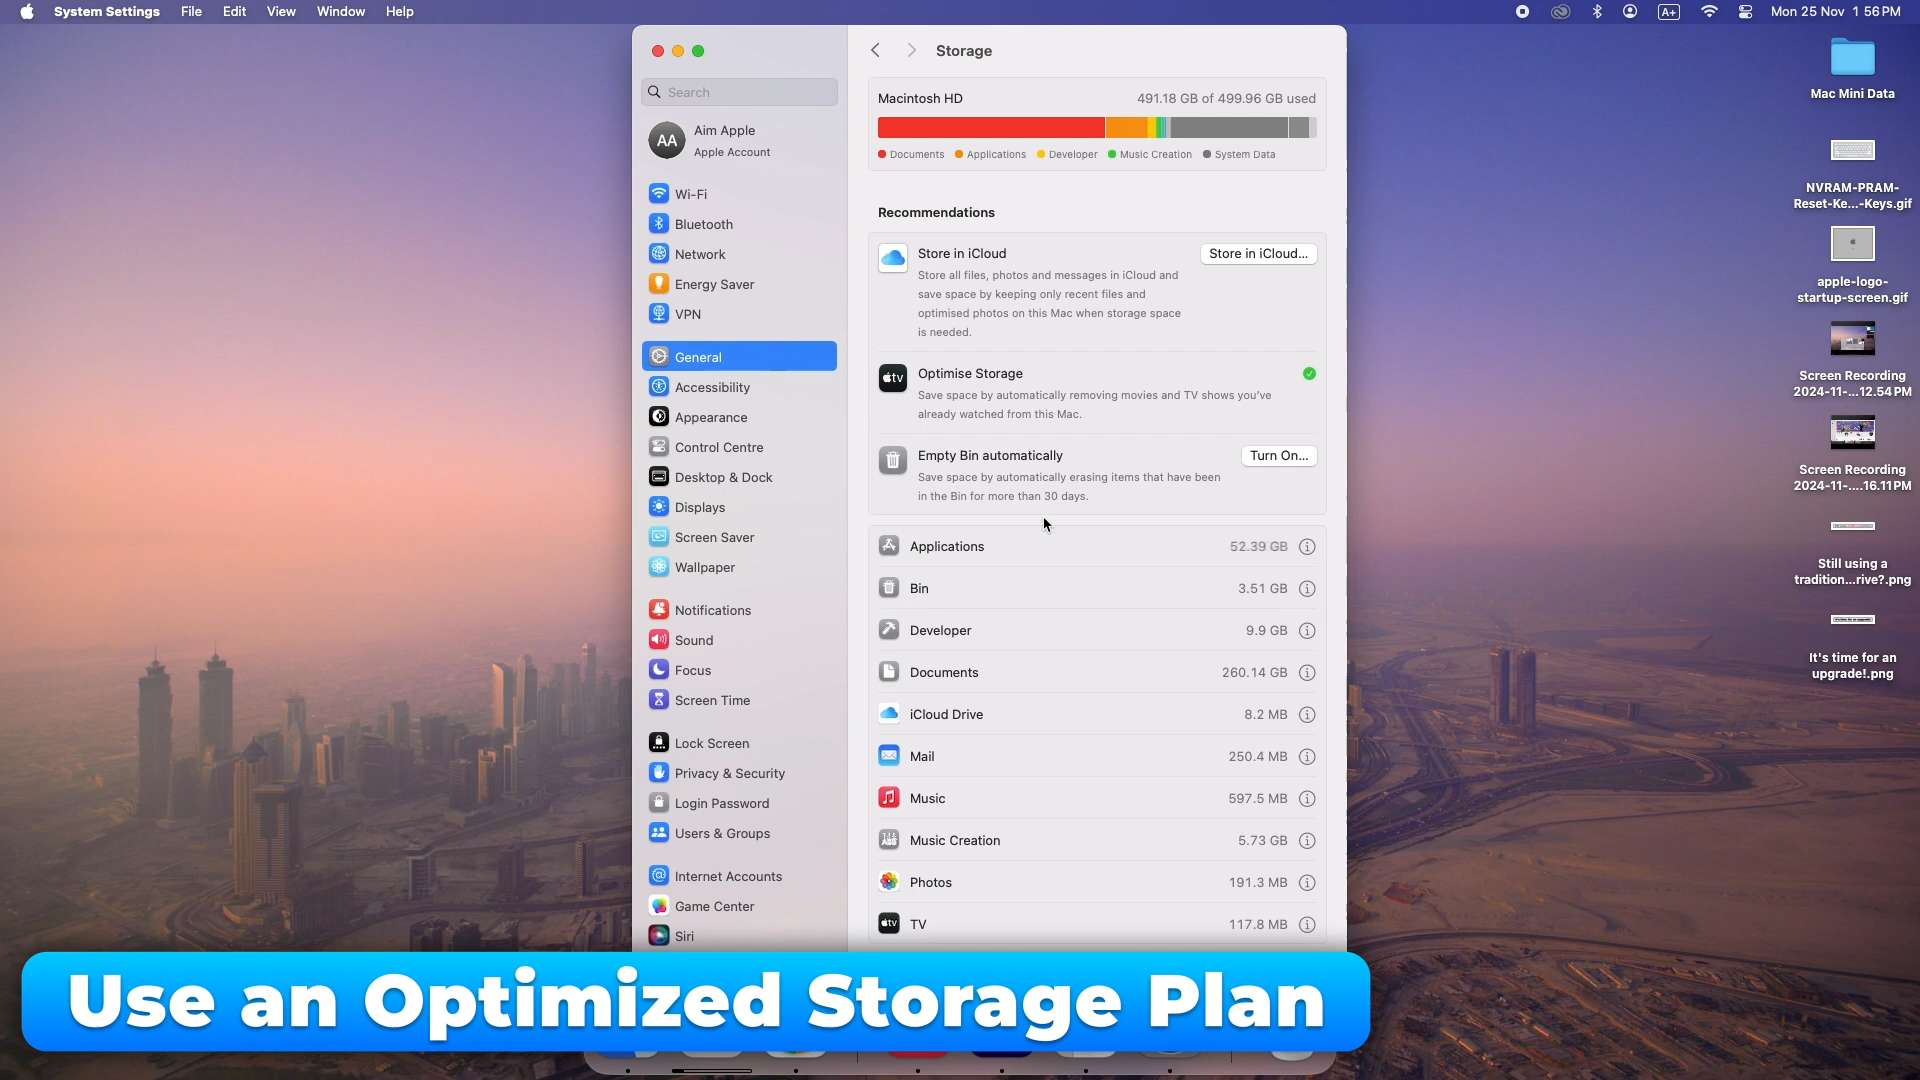 System Settings File Edit View Window Help
A+ Mon 25 Nov 1 56 PM
Storage
Search
AA
Aim Apple
Apple Account
Wi-Fi
Bluetooth
Network
Energy Saver
VPN
General
Accessibility
Appearance
Control Centre
Desktop & Dock
Displays
Screen Saver
Wallpaper
Notifications
Sound
Focus
Screen Time
Lock Screen
Privacy & Security
Login Password
Users & Groups
Internet Accounts
Game Center
Siri
Macintosh HD 491.18 GB of 499.96 GB used
Documents Applications Developer Music Creation System Data
Recommendations
Store in iCloud Store in iCloud...
Store all files, photos and messages in iCloud and
save space by keeping only recent files and
optimised photos on this Mac when storage space
is needed.
tv
Optimise Storage
Save space by automatically removing movies and TV shows you've
already watched from this Mac.
Empty Bin automatically Turn On...
Save space by automatically erasing items that have been
in the Bin for more than 30 days.
Applications 52.39 GB
Bin 3.51 GB
Developer 9.9 GB
Documents 260.14 GB
iCloud Drive 8.2 MB
Mail 250.4 MB
Music 597.5 MB
Music Creation 5.73 GB
Photos 191.3 MB
tv TV 117.8 MB
Mac Mini Data
NVRAM-PRAM-
Reset-Ke...-Keys.gif
apple-logo-
startup-screen.gif
Screen Recording
2024-11-...12.54 PM
Screen Recording
2024-11-....16.11 PM
Still using a
tradition...rive?.png
It's time for an
upgrade!.png
Use an Optimized Storage Plan